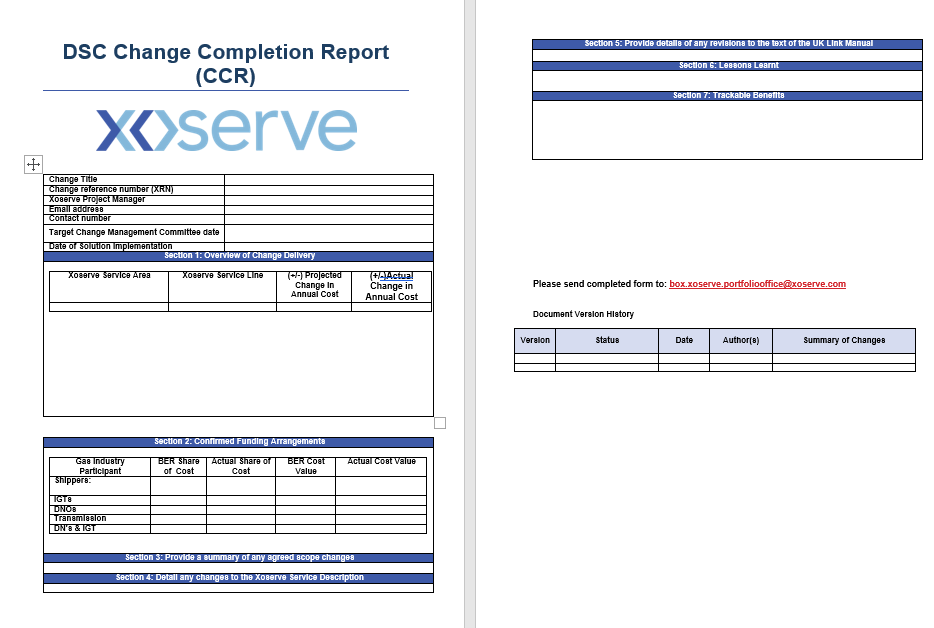 DSC Change Completion Report
(CCR)
xoserve
Change Title
Change reference number (XRN)
Xoserve Project Manager
Email address
Contact number
Target Change Management Committee date
Date of Solution Implementation
Section 1: Overview of Change Delivery
Xoserve Service Area
Xoserve Service Line
(+/-) Projected
Change in
Annual Cost
(+/-)Actual
Change in
Annual Cost
Section 2: Confirmed Funding Arrangements
Gas Industry
Participant
BER Share
of Cost
Actual Share of
Cost
BER Cost
Value
Actual Cost Value
Shippers:
IGTs
DNOs
Transmission
DN's & IGT
Section 3: Provide a summary of any agreed scope changes
Section 4: Detail any changes to the Xoserve Service Description
Section 5: Provide details of any revisions to the text of the UK Link Manual
Section 6: Lessons Learnt
Section 7: Trackable Benefits
Please send completed form to: box.xoserve.portfoliooffice@xoserve.com
Document Version History
Version Status Date Author(s) Summary of Changes